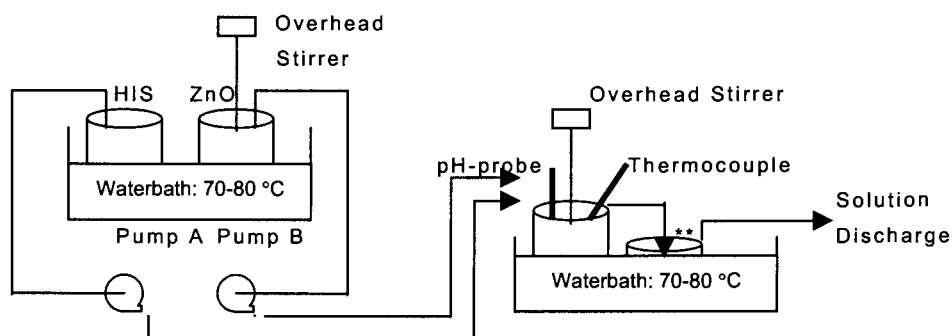 Overhead
Stirrer
HIS ZnO
Waterbath: 70-80 °C
Pump A Pump B
Overhead Stirrer
pH-probe Thermocouple
**
Solution
Discharge
Waterbath: 70-80 °C